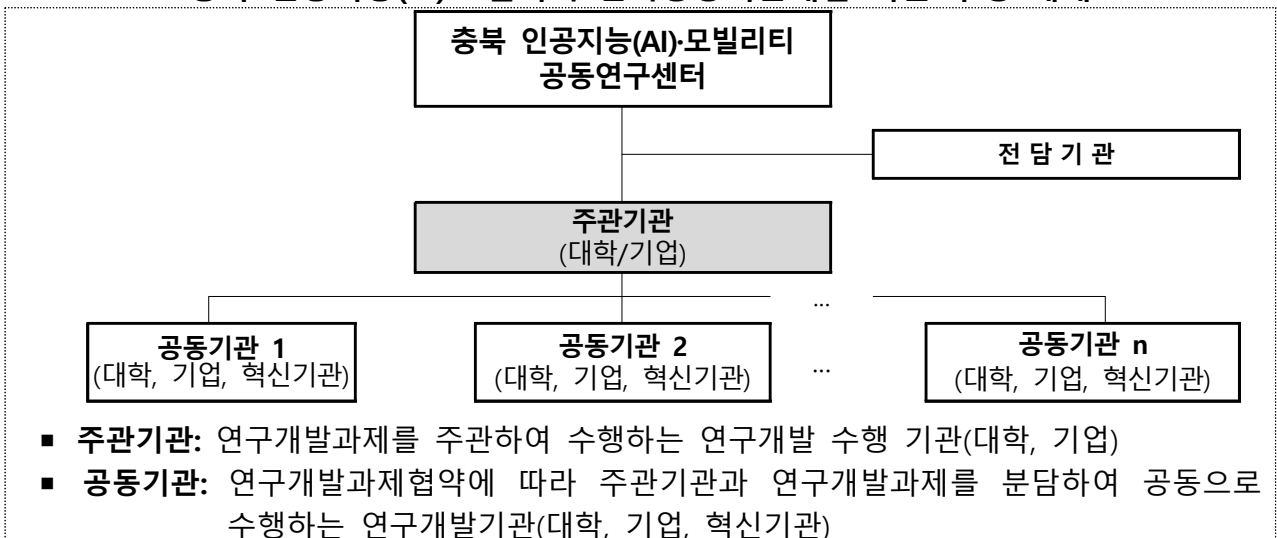 충북 인공지능(AI)·모빌리티
공동연구센터
전 담 기 관
주관기관
(대학/기업)
...
공동기관 1
(대학, 기업, 혁신기관)
공동기관 2
(대학, 기업, 혁신기관)
...
공동기관 n
(대학, 기업, 혁신기관)
▪ 주관기관: 연구개발과제를 주관하여 수행하는 연구개발 수행 기관(대학, 기업)
▪ 공동기관: 연구개발과제협약에 따라 주관기관과 연구개발과제를 분담하여 공동으로
수행하는 연구개발기관(대학, 기업, 혁신기관)